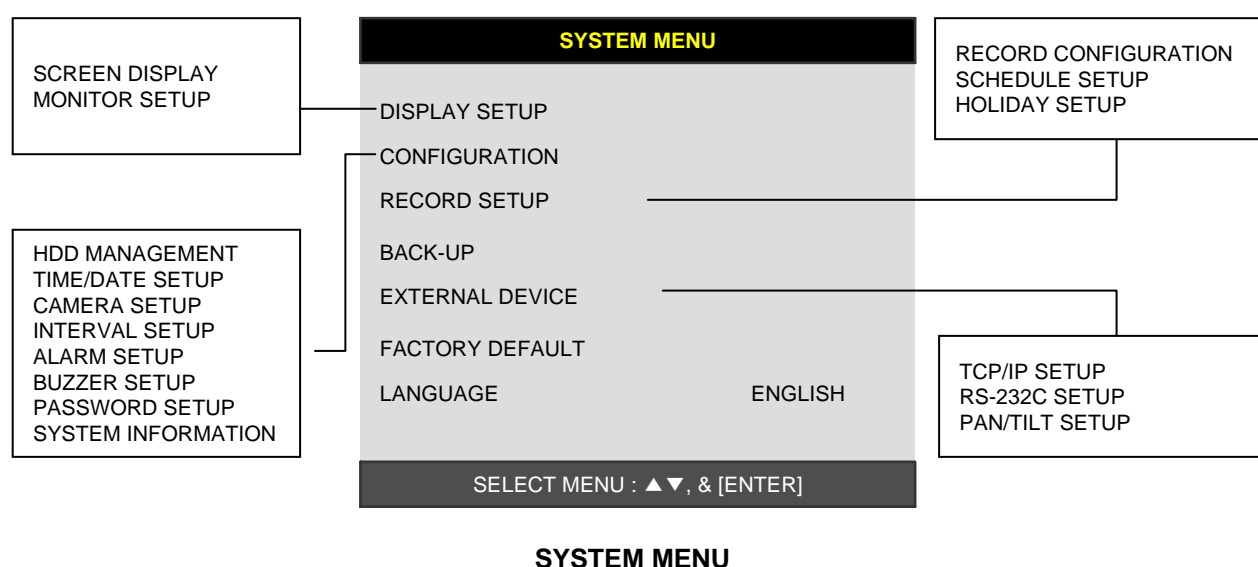 SCREEN DISPLAY
MONITOR SETUP
HDD MANAGEMENT
TIME/DATE SETUP
CAMERA SETUP
INTERVAL SETUP
ALARM SETUP
BUZZER SETUP
PASSWORD SETUP
SYSTEM INFORMATION
SYSTEM MENU
DISPLAY SETUP
CONFIGURATION
RECORD SETUP
BACK-UP
EXTERNAL DEVICE
FACTORY DEFAULT
LANGUAGE ENGLISH
SELECT MENU : ▲▼, & [ENTER]
RECORD CONFIGURATION
SCHEDULE SETUP
HOLIDAY SETUP
TCP/IP SETUP
RS-232C SETUP
PAN/TILT SETUP
SYSTEM MENU